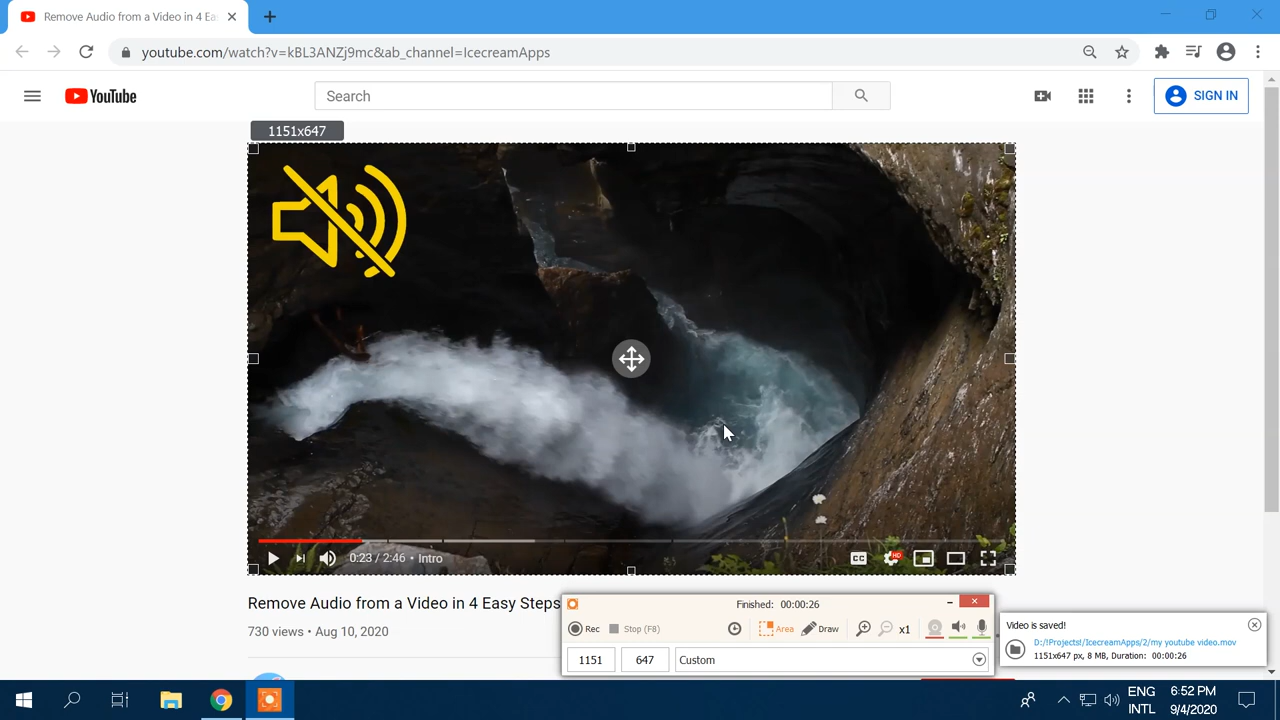 Remove Audio from a Video in 4 Ea
youtube.com/watch?v=kBL3ANZj9mc&ab_channel=IcecreamApps
YouTube
Search
SIGN IN
1151x647
0:23 / 2:46 • Intro
CC
HD
Remove Audio from a Video in 4 Easy Steps
730 views • Aug 10, 2020
Finished: 00:00:26
Rec
Stop (F8)
Area
Draw
x1
1151
647
Custom
Video is saved!
D:/!Projects!/IcecreamApps/2/my youtube video.mov
1151x647 px, 8 MB, Duration: 00:00:26
ENG
INTL
6:52 PM
9/4/2020